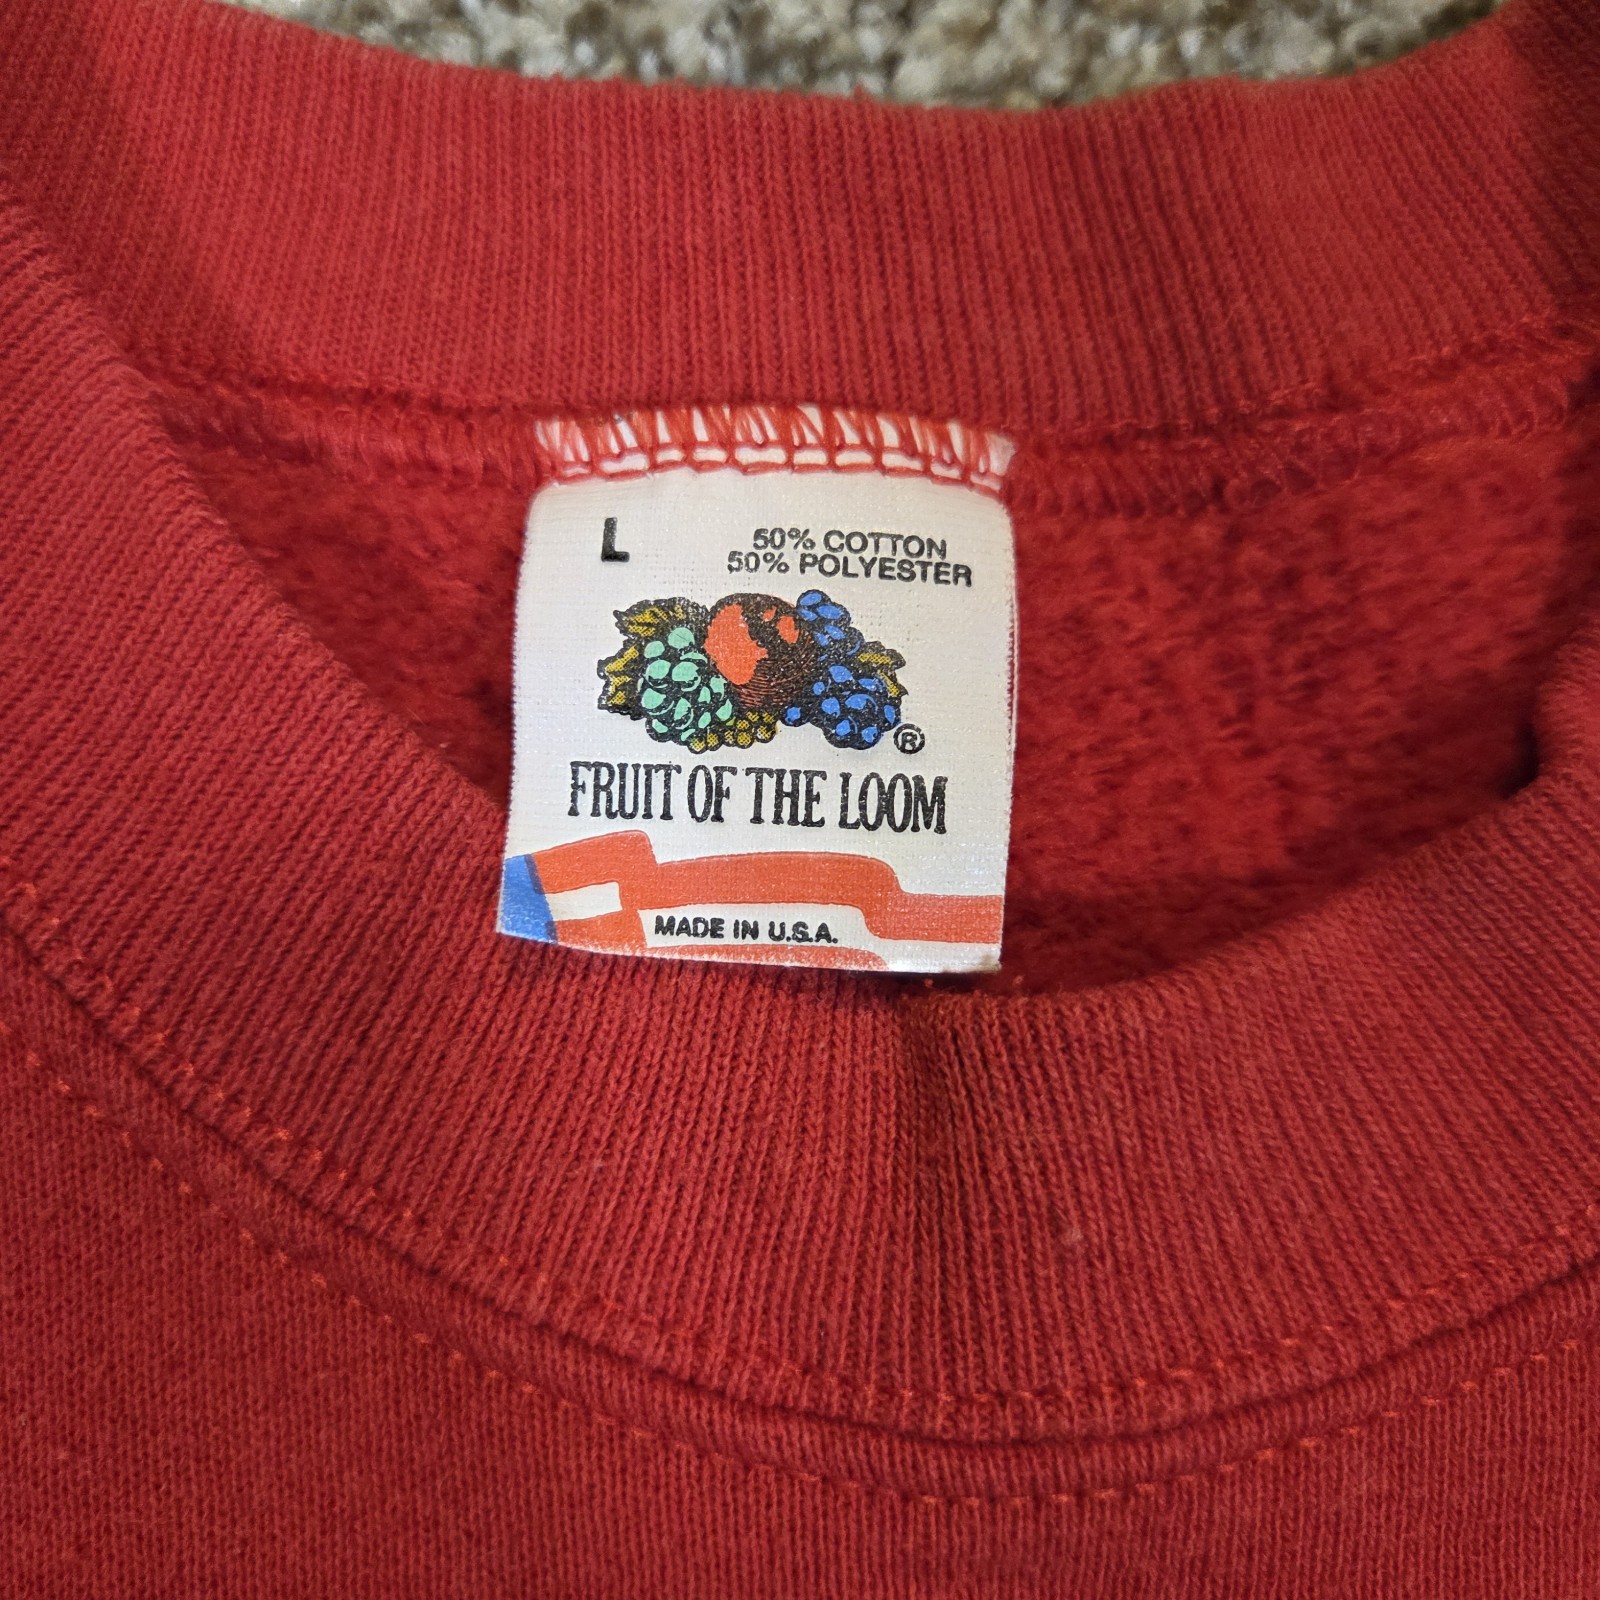 L
50% COTTON
50% POLYESTER
®
FRUIT OF THE LOOM
MADE IN U.S.A.